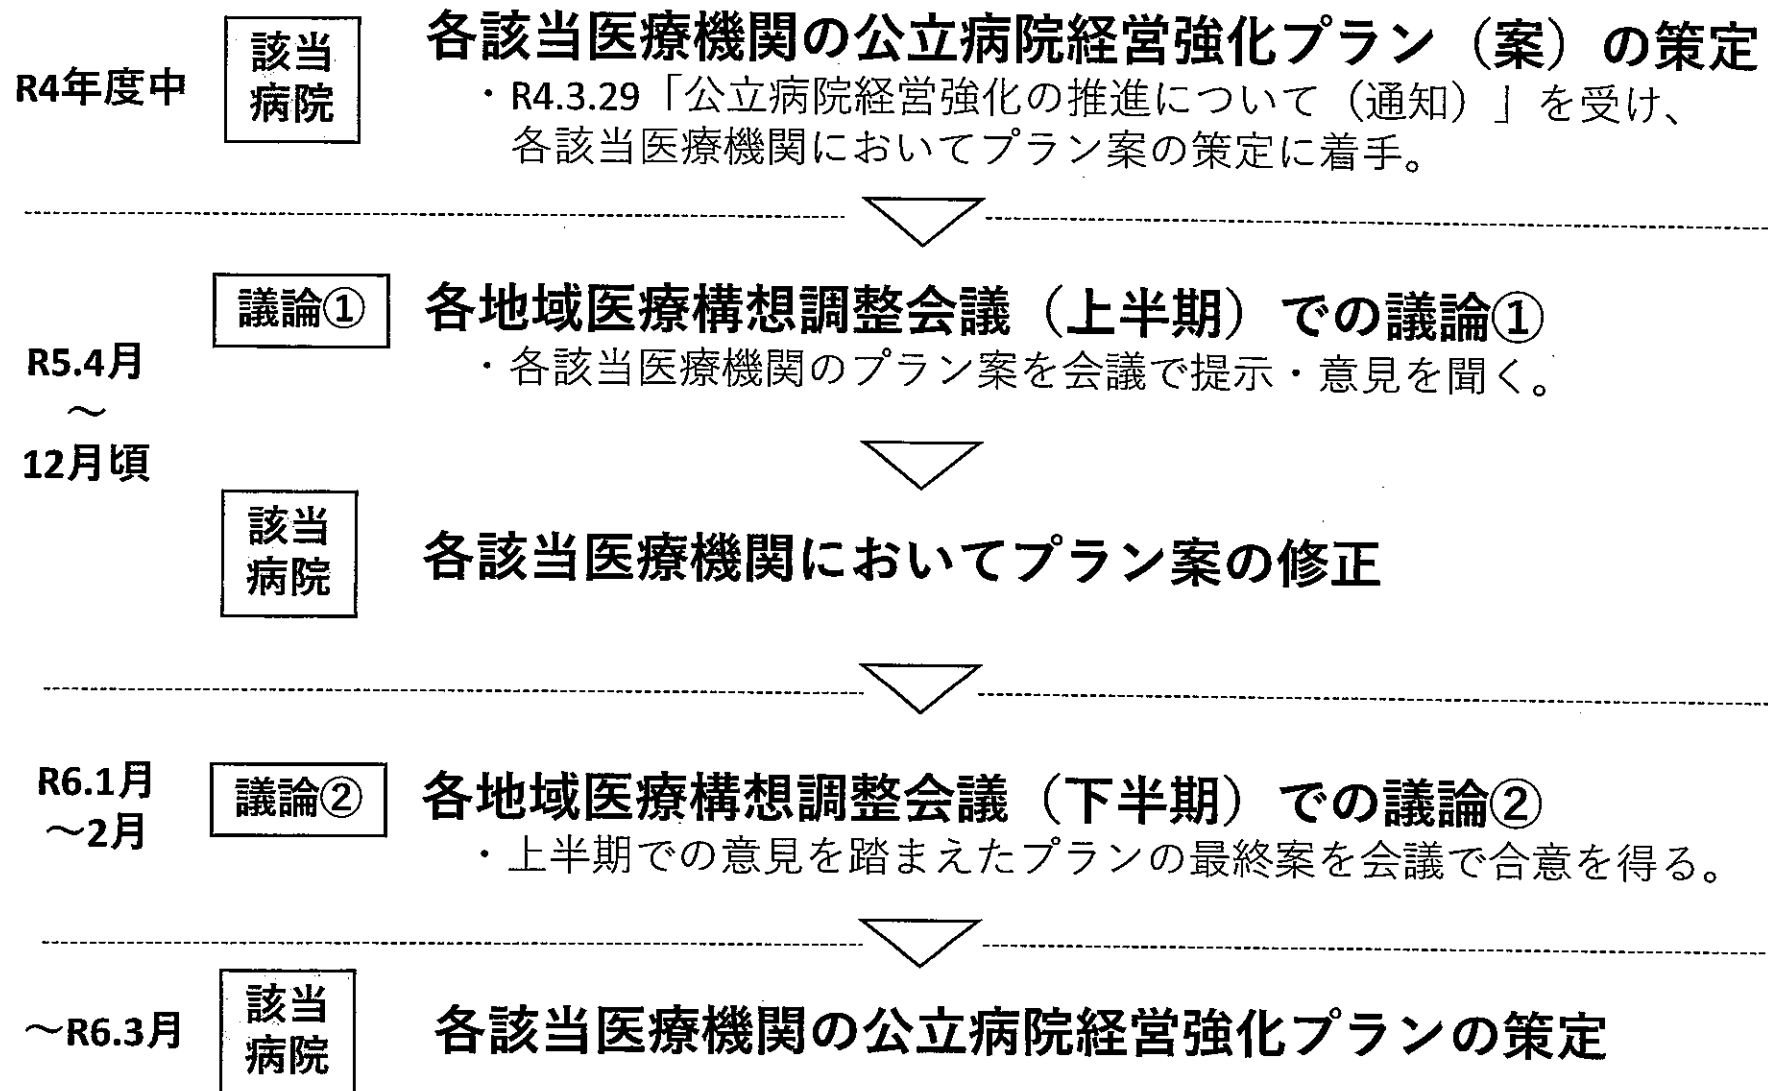 R4年度中
該当
病院
各該当医療機関の公立病院経営強化プラン（案）の策定
・R4.3.29「公立病院経営強化の推進について（通知）」を受け、
各該当医療機関においてプラン案の策定に着手。
R5.4月
～
12月頃
議論①
各地域医療構想調整会議（上半期）での議論①
・各該当医療機関のプラン案を会議で提示・意見を聞く。
該当
病院
各該当医療機関においてプラン案の修正
R6.1月
～2月
議論②
各地域医療構想調整会議（下半期）での議論②
・上半期での意見を踏まえたプランの最終案を会議で合意を得る。
～R6.3月
該当
病院
各該当医療機関の公立病院経営強化プランの策定